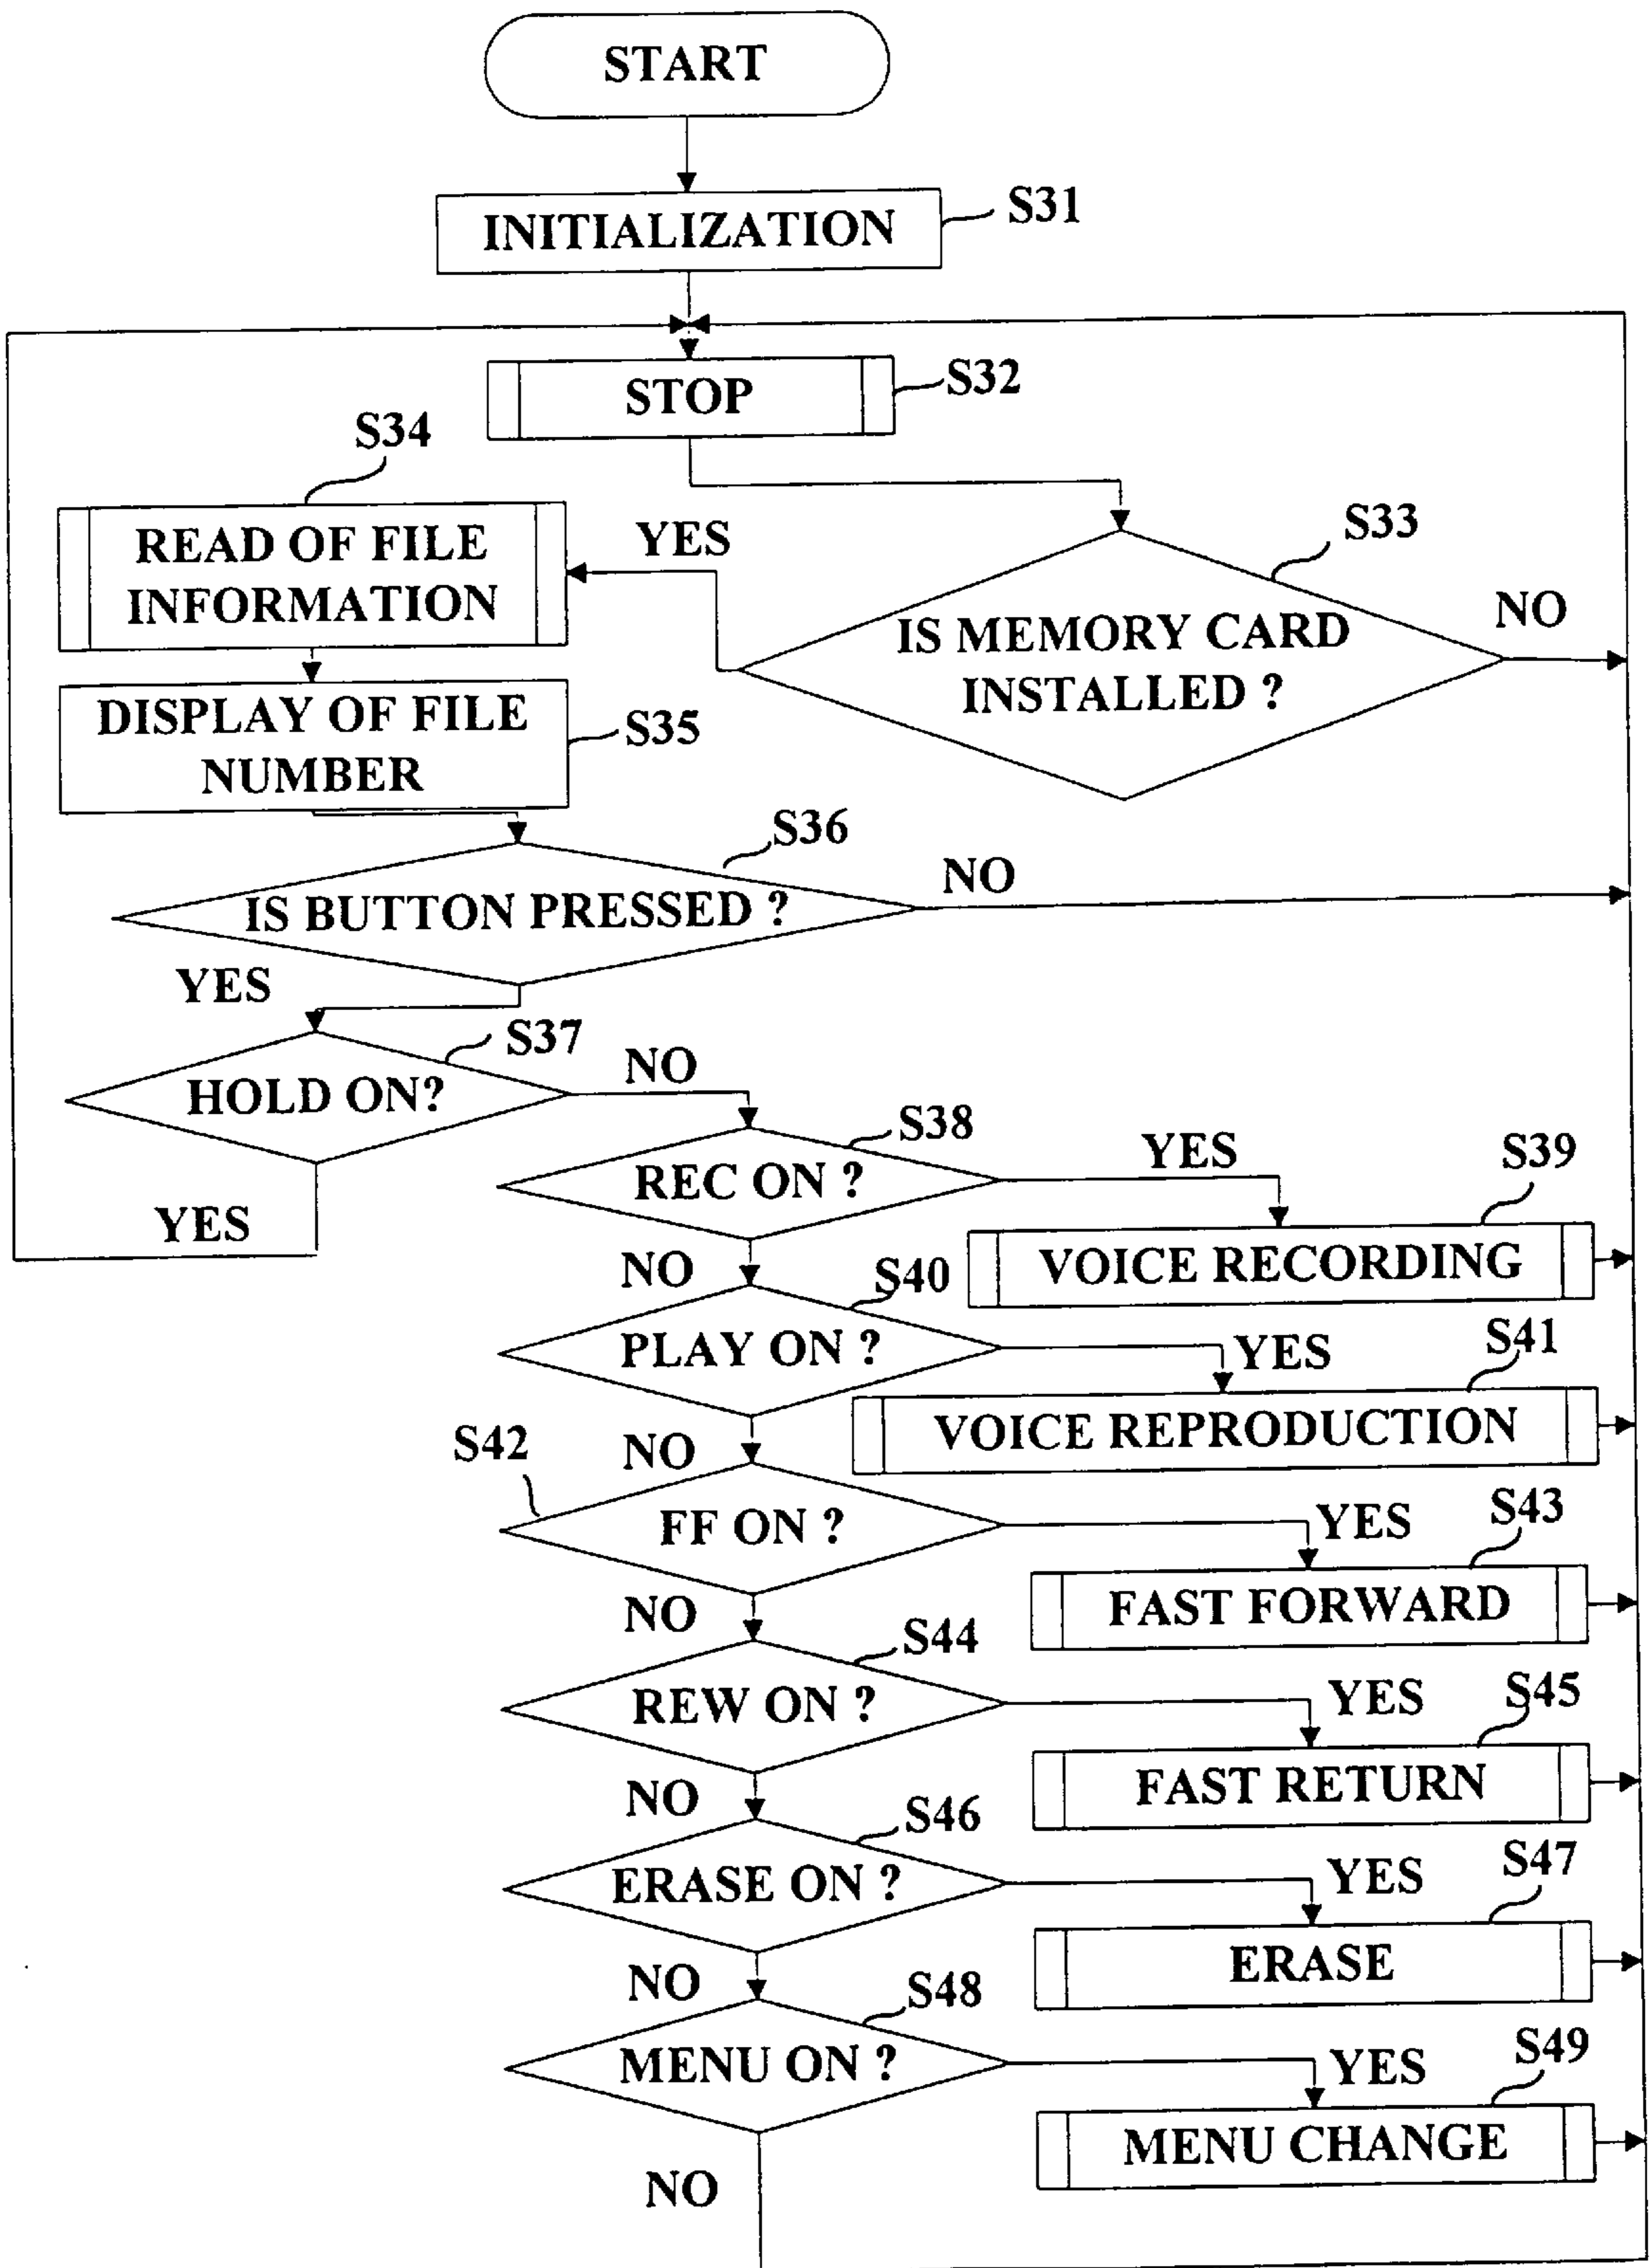 START
INITIALIZATION
S31
STOP
S32
S34
READ OF FILE
INFORMATION
YES
S33
IS MEMORY CARD
INSTALLED ?
NO
DISPLAY OF FILE
NUMBER
S35
S36
IS BUTTON PRESSED ?
NO
YES
S37
HOLD ON?
NO
YES
S38
REC ON ?
YES
S39
VOICE RECORDING
NO
S40
PLAY ON ?
YES
S41
VOICE REPRODUCTION
NO
S42
FF ON ?
YES
S43
FAST FORWARD
NO
S44
REW ON ?
YES
S45
FAST RETURN
NO
S46
ERASE ON ?
YES
S47
ERASE
NO
S48
MENU ON ?
YES
S49
MENU CHANGE
NO